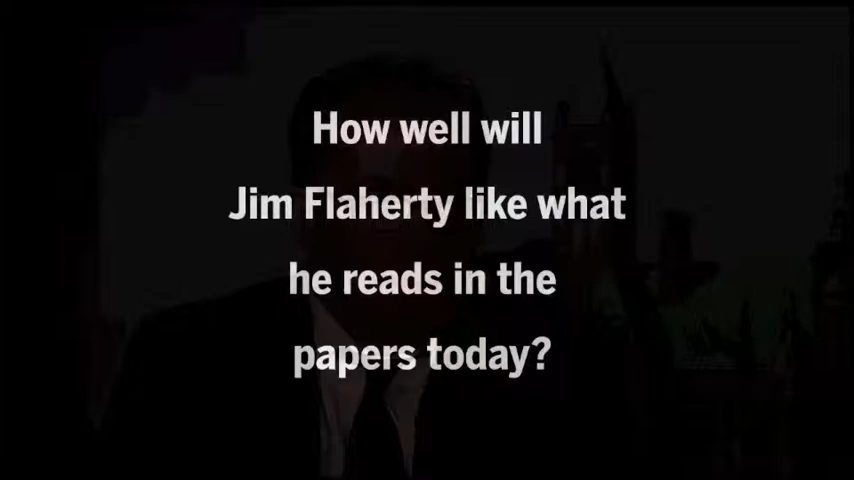 How well will
Jim Flaherty like what
he reads in the
papers today?